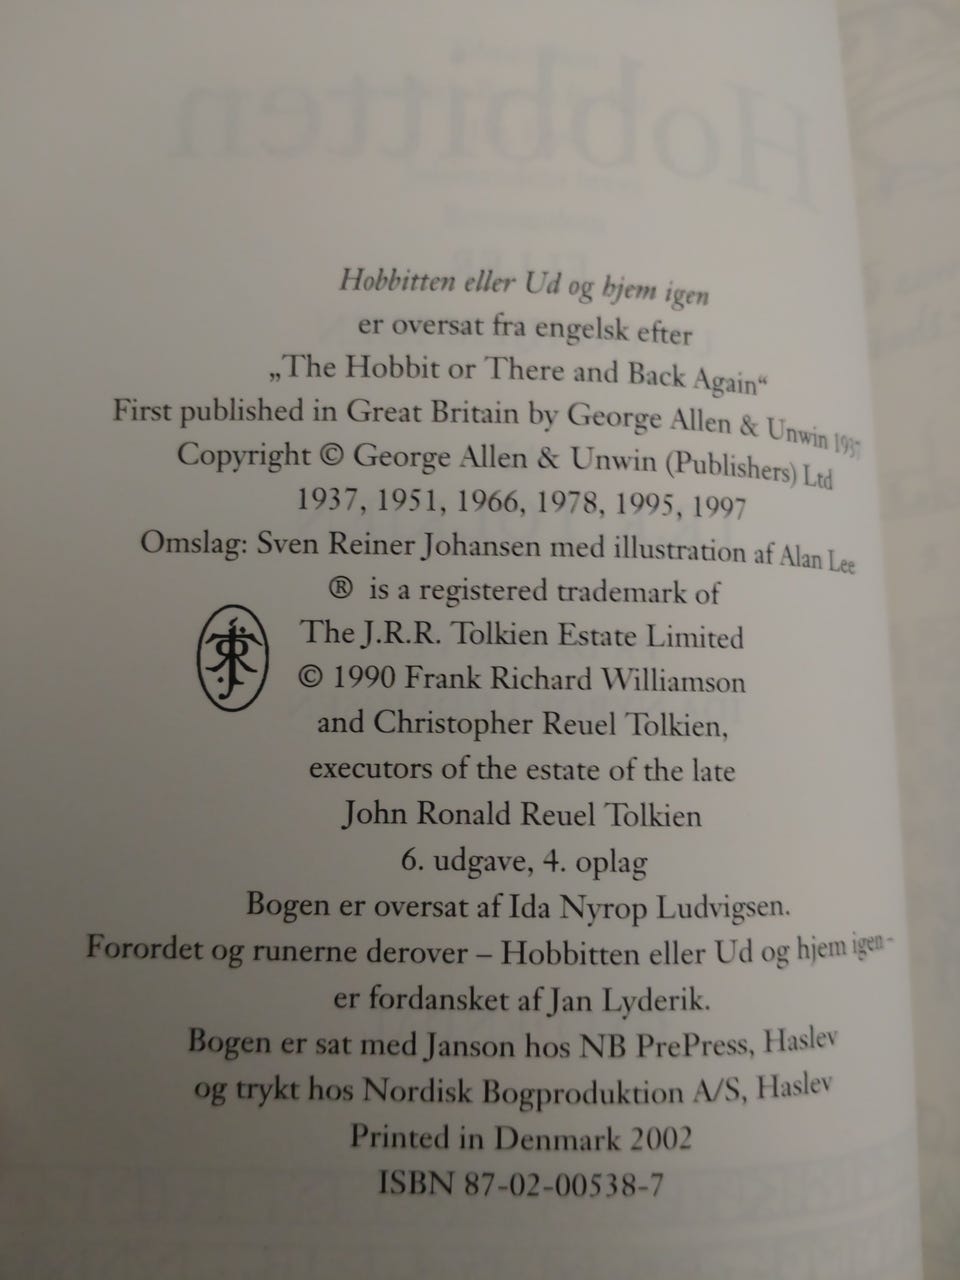 Hobbitten
Hobbitten eller Ud og hjem igen
er oversat fra engelsk efter
„The Hobbit or There and Back Again“
First published in Great Britain by George Allen & Unwin 1937
Copyright © George Allen & Unwin (Publishers) Ltd
1937, 1951, 1966, 1978, 1995, 1997
Omslag: Sven Reiner Johansen med illustration af Alan Lee
® is a registered trademark of
The J.R.R. Tolkien Estate Limited
© 1990 Frank Richard Williamson
and Christopher Reuel Tolkien,
executors of the estate of the late
John Ronald Reuel Tolkien
6. udgave, 4. oplag
Bogen er oversat af Ida Nyrop Ludvigsen.
Forordet og runerne derover – Hobbitten eller Ud og hjem igen –
er fordansket af Jan Lyderik.
Bogen er sat med Janson hos NB PrePress, Haslev
og trykt hos Nordisk Bogproduktion A/S, Haslev
Printed in Denmark 2002
ISBN 87-02-00538-7